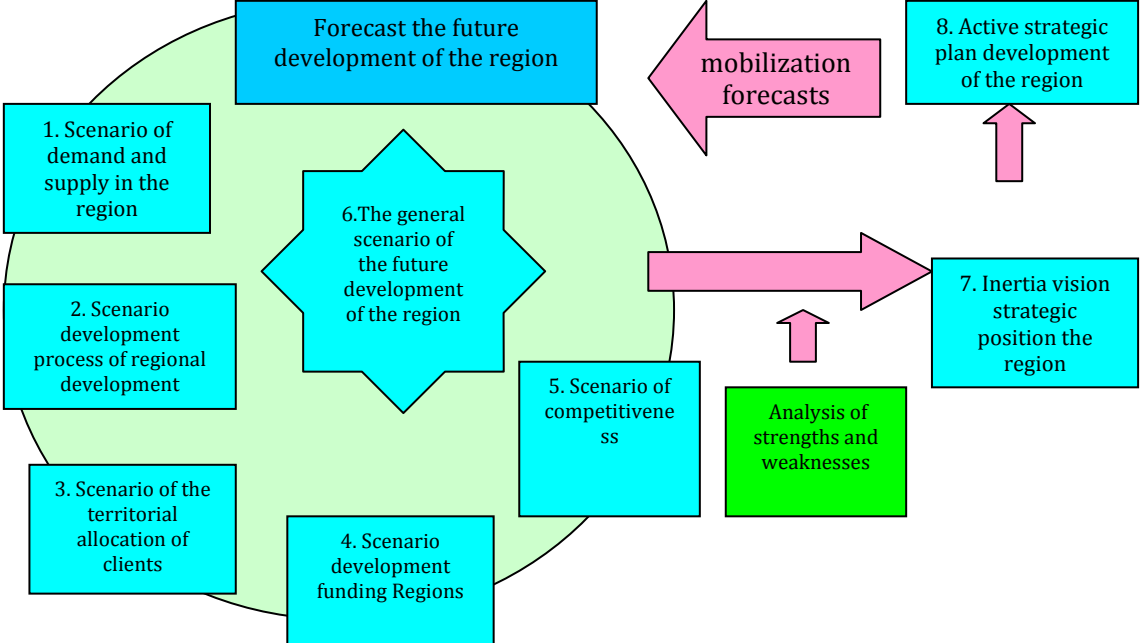 Forecast the future
development of the region
mobilization
forecasts
8. Active strategic
plan development
of the region
1. Scenario of
demand and
supply in the
region
6.The general
scenario of
the future
development
of the region
2. Scenario
development
process of regional
development
7. Inertia vision
strategic
position the
region
5. Scenario of
competitivene
ss
Analysis of
strengths and
weaknesses
3. Scenario of the
territorial
allocation of
clients
4. Scenario
development
funding Regions